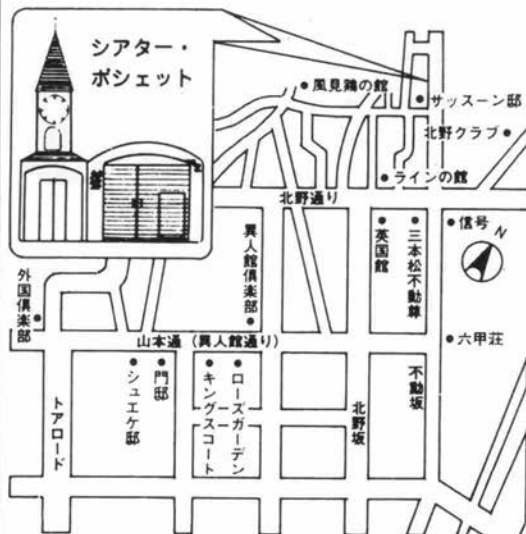 シアター・
ポシェット
風見鶏の館
サッスーン邸
北野クラブ
ラインの館
北野通り
異人館倶楽部
英国館
三本松不動尊
信号
N
外国倶楽部
六甲荘
山本通(異人館通り)
シュエケ邸
門邸
キングスコート
ローズガーデン
北野坂
不動坂
トアロード